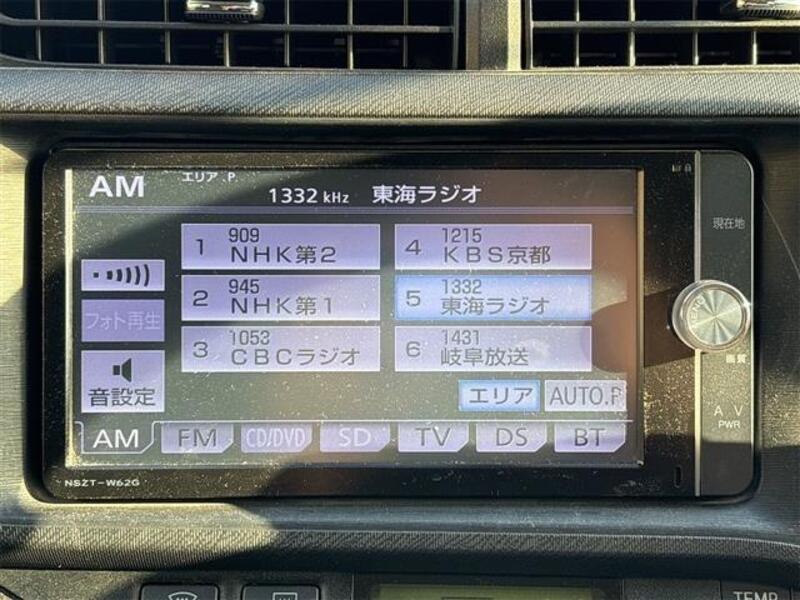 AM
エリア.P.
1332 kHz 東海ラジオ
現在地
1 909 NHK第2
4 1215 KBS京都
2 945 NHK第1
5 1332 東海ラジオ
フォト再生
3 1053 CBCラジオ
6 1431 岐阜放送
画質
音設定
エリア AUTO.P
AV
PWR
AM FM CD/DVD SD TV DS BT
NSZT-W62G
TEMP